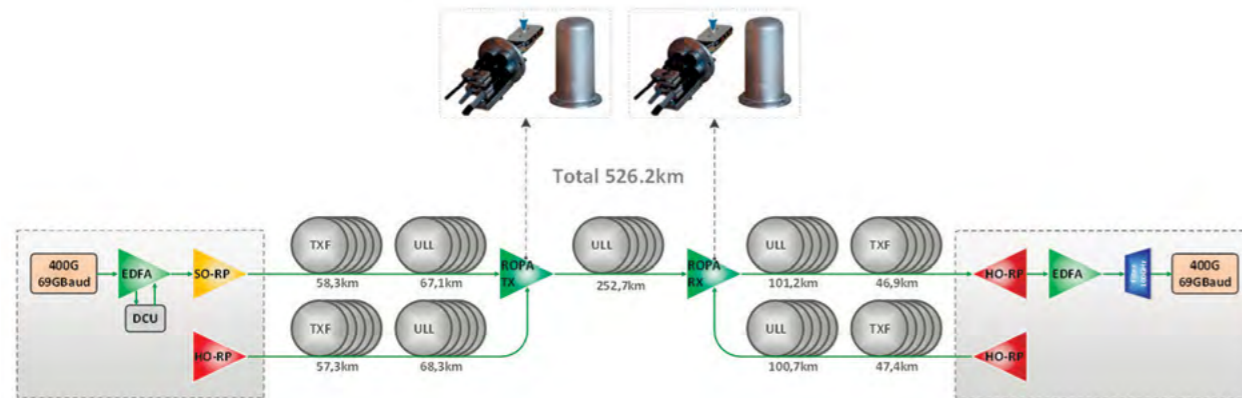 Total 526.2km
400G
69GBaud
EDFA
DCU
SO-RP
TXF
58,3km
ULL
67,1km
ROPA
TX
ULL
252,7km
ROPA
RX
ULL
101,2km
TXF
46,9km
HO-RP
EDFA
400G
69GBaud
HO-RP
TXF
57,3km
ULL
68,3km
ULL
100,7km
TXF
47,4km
HO-RP